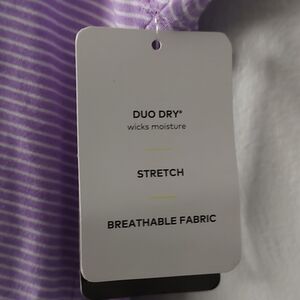 DUO DRY*
wicks moisture
STRETCH
BREATHABLE FABRIC